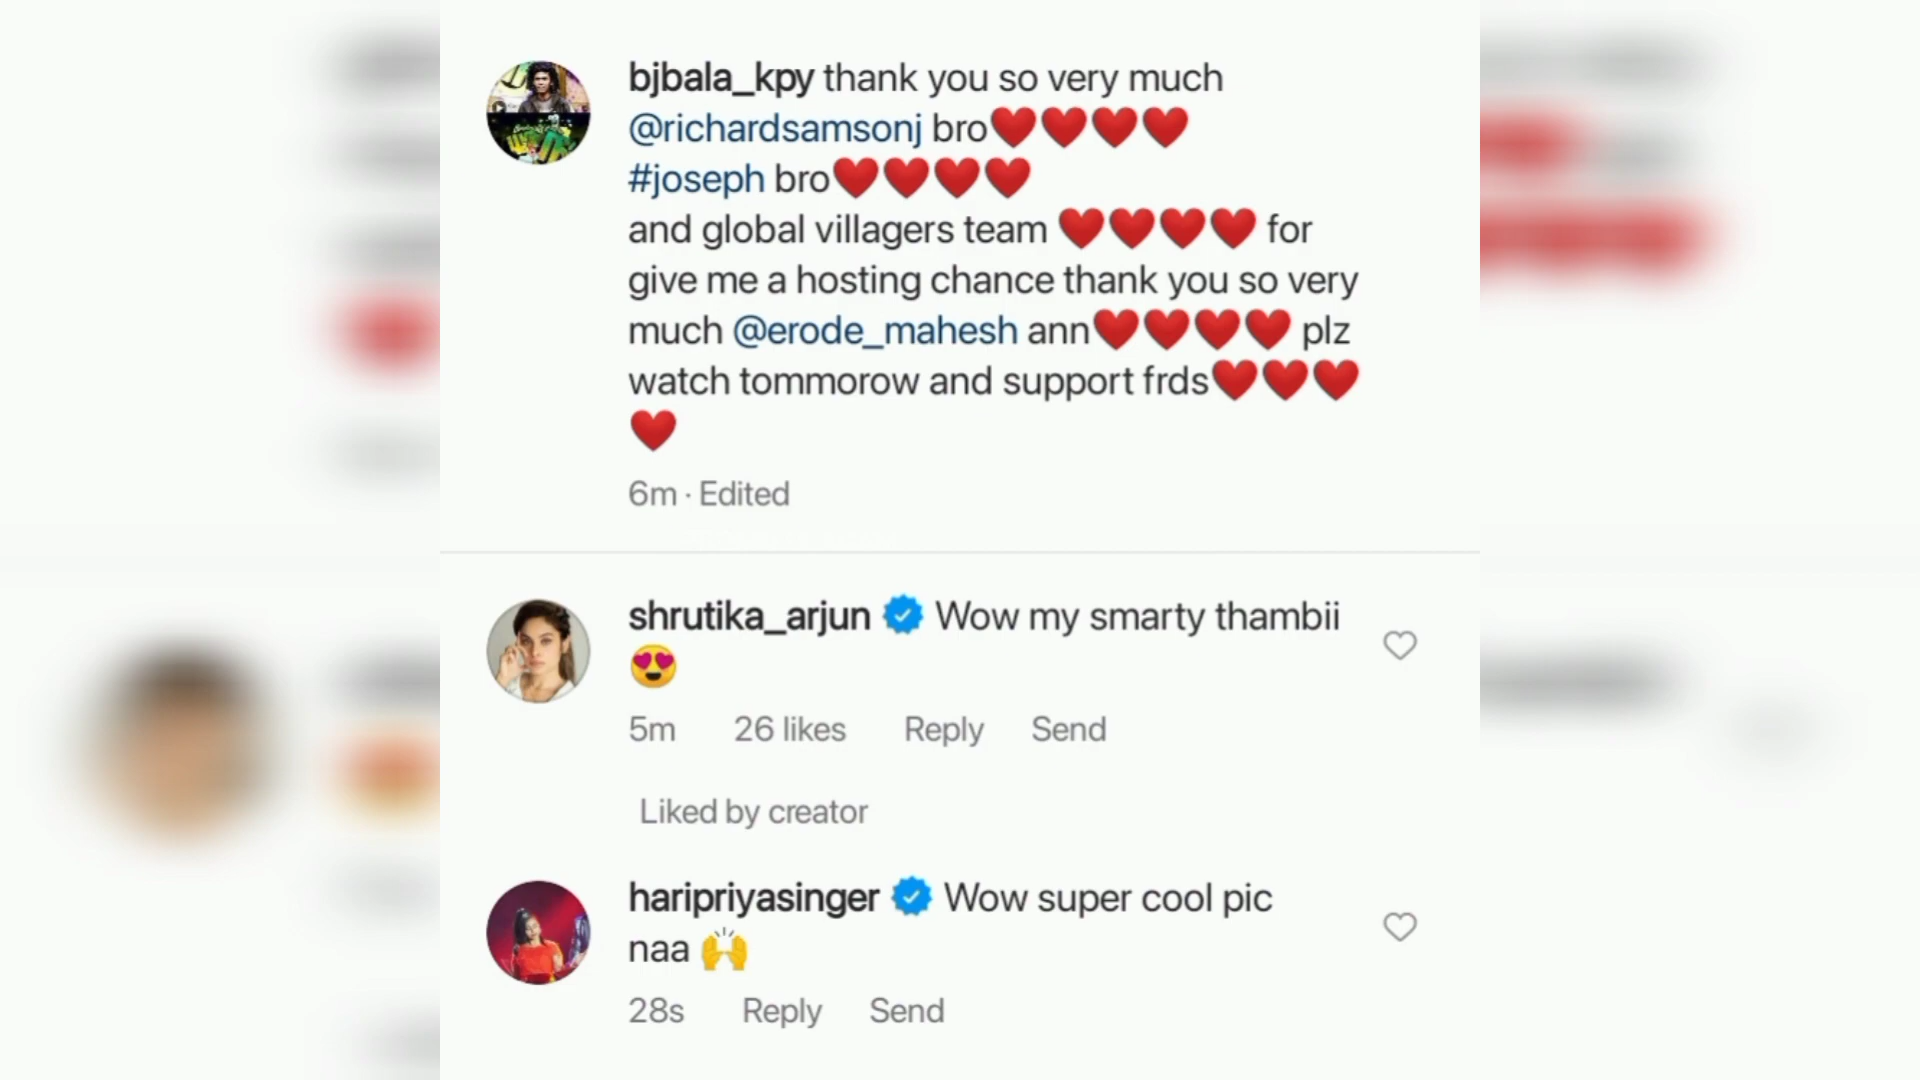 bjbala_kpy thank you so very much
@richardsamsonj bro❤️❤️❤️❤️
#joseph bro❤️❤️❤️❤️
and global villagers team ❤️❤️❤️❤️ for
give me a hosting chance thank you so very
much @erode_mahesh ann❤️❤️❤️❤️ plz
watch tommorow and support frds❤️❤️❤️
❤️
6m · Edited
shrutika_arjun Wow my smarty thambii
😍
5m 26 likes Reply Send
Liked by creator
haripriyasinger Wow super cool pic
naa 🙌
28s Reply Send